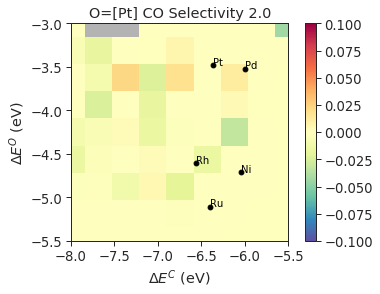 O=[Pt] CO Selectivity 2.0
−3.0
−3.5
−4.0
−4.5
−5.0
−5.5
ΔE^O (eV)
Pt
Pd
Rh
Ni
Ru
−8.0 −7.5 −7.0 −6.5 −6.0 −5.5
ΔE^C (eV)
0.100
0.075
0.050
0.025
0.000
−0.025
−0.050
−0.075
−0.100